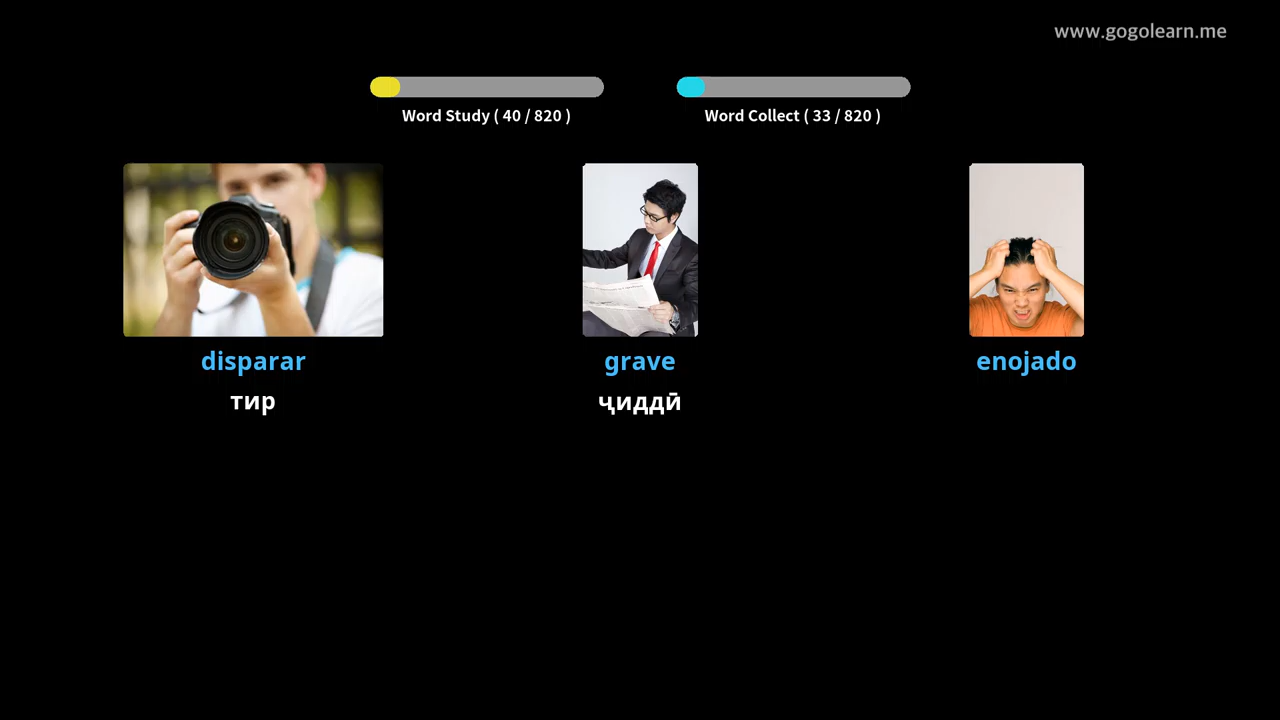 www.gogolearn.me
Word Study ( 40 / 820 )
Word Collect ( 33 / 820 )
disparar
grave
enojado
тир
ҷиддӣ